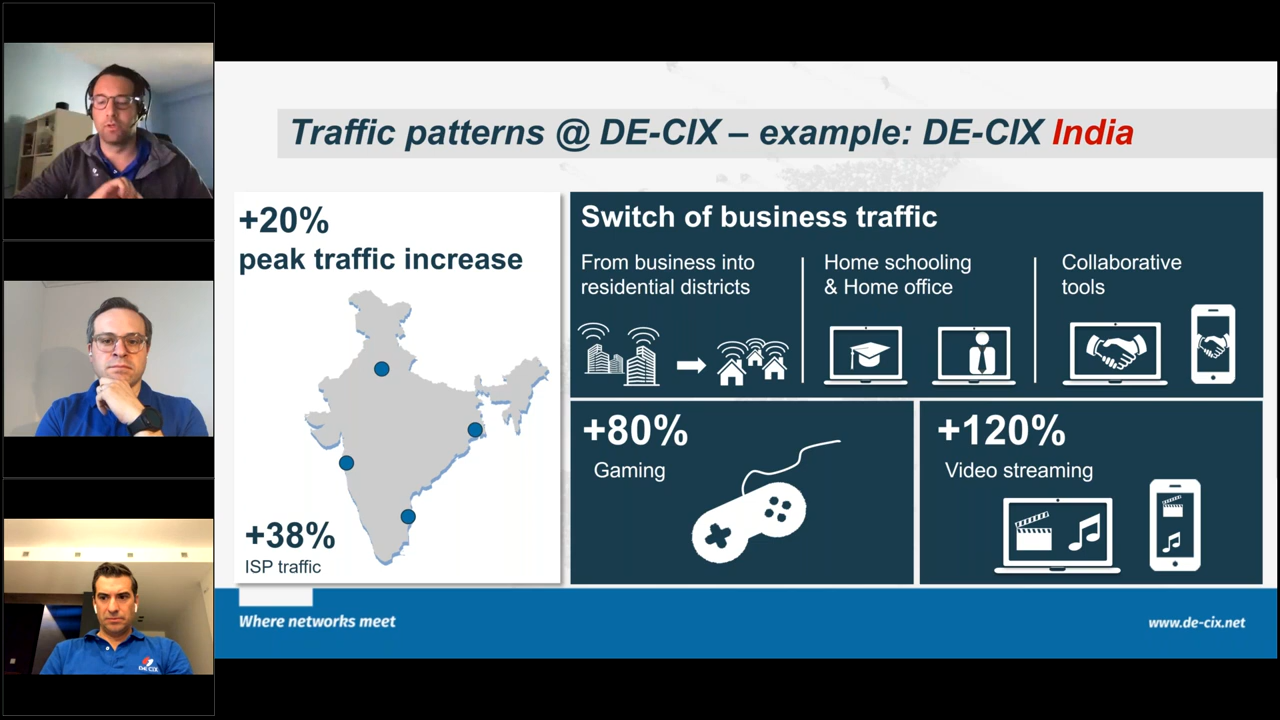 Traffic patterns @ DE-CIX – example: DE-CIX India
+20%
peak traffic increase
+38%
ISP traffic
Switch of business traffic
From business into
residential districts
Home schooling
& Home office
Collaborative
tools
+80%
Gaming
+120%
Video streaming
Where networks meet
www.de-cix.net
DE-CIX